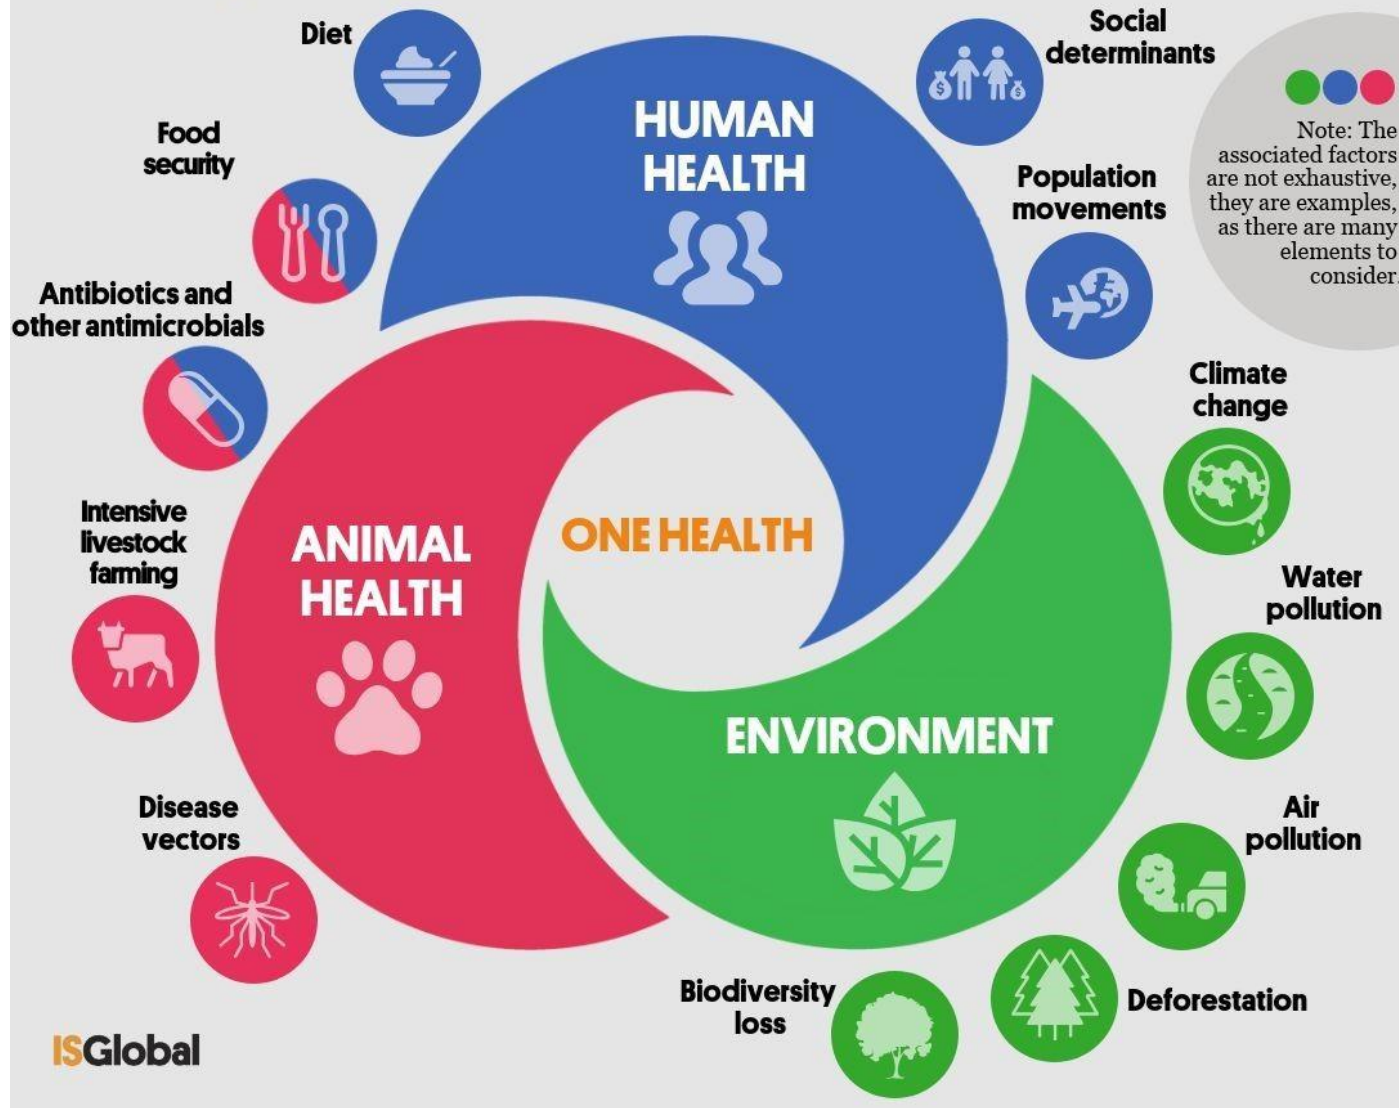 Diet
Social
determinants
HUMAN
HEALTH
Food
security
Population
movements
Note: The
associated factors
are not exhaustive,
they are examples,
as there are many
elements to
consider.
Antibiotics and
other antimicrobials
Climate
change
Intensive
livestock
farming
ANIMAL
HEALTH
ONE HEALTH
Water
pollution
ENVIRONMENT
Disease
vectors
Air
pollution
Biodiversity
loss
Deforestation
ISGlobal